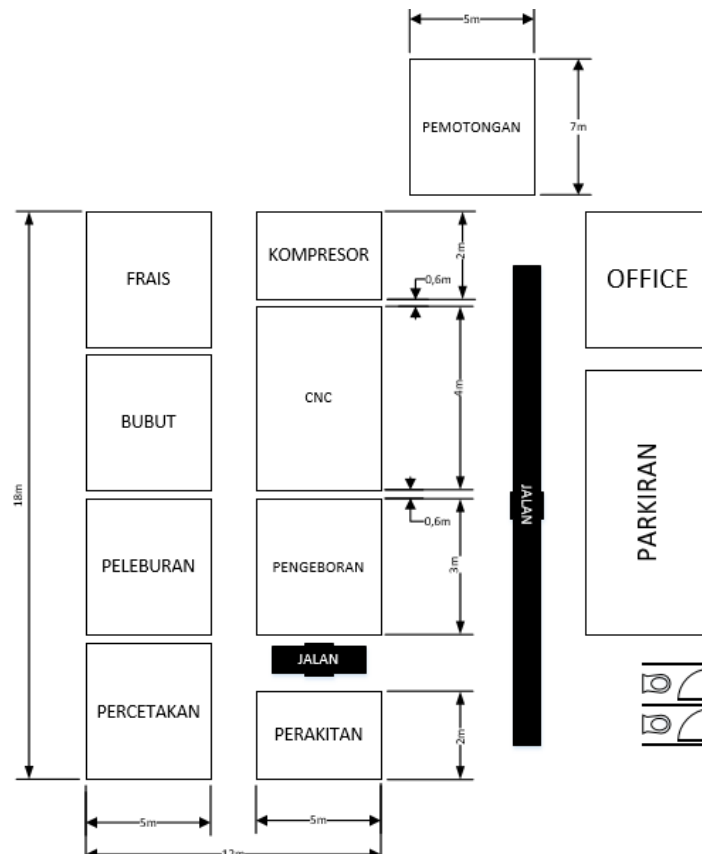 5m
PEMOTONGAN
7m
FRAIS
KOMPRESOR
2m
0,6m
OFFICE
CNC
4m
BUBUT
18m
JALAN
0,6m
PARKIRAN
PELEBURAN
PENGEBORAN
3m
JALAN
PERCETAKAN
PERAKITAN
2m
5m
5m
12m